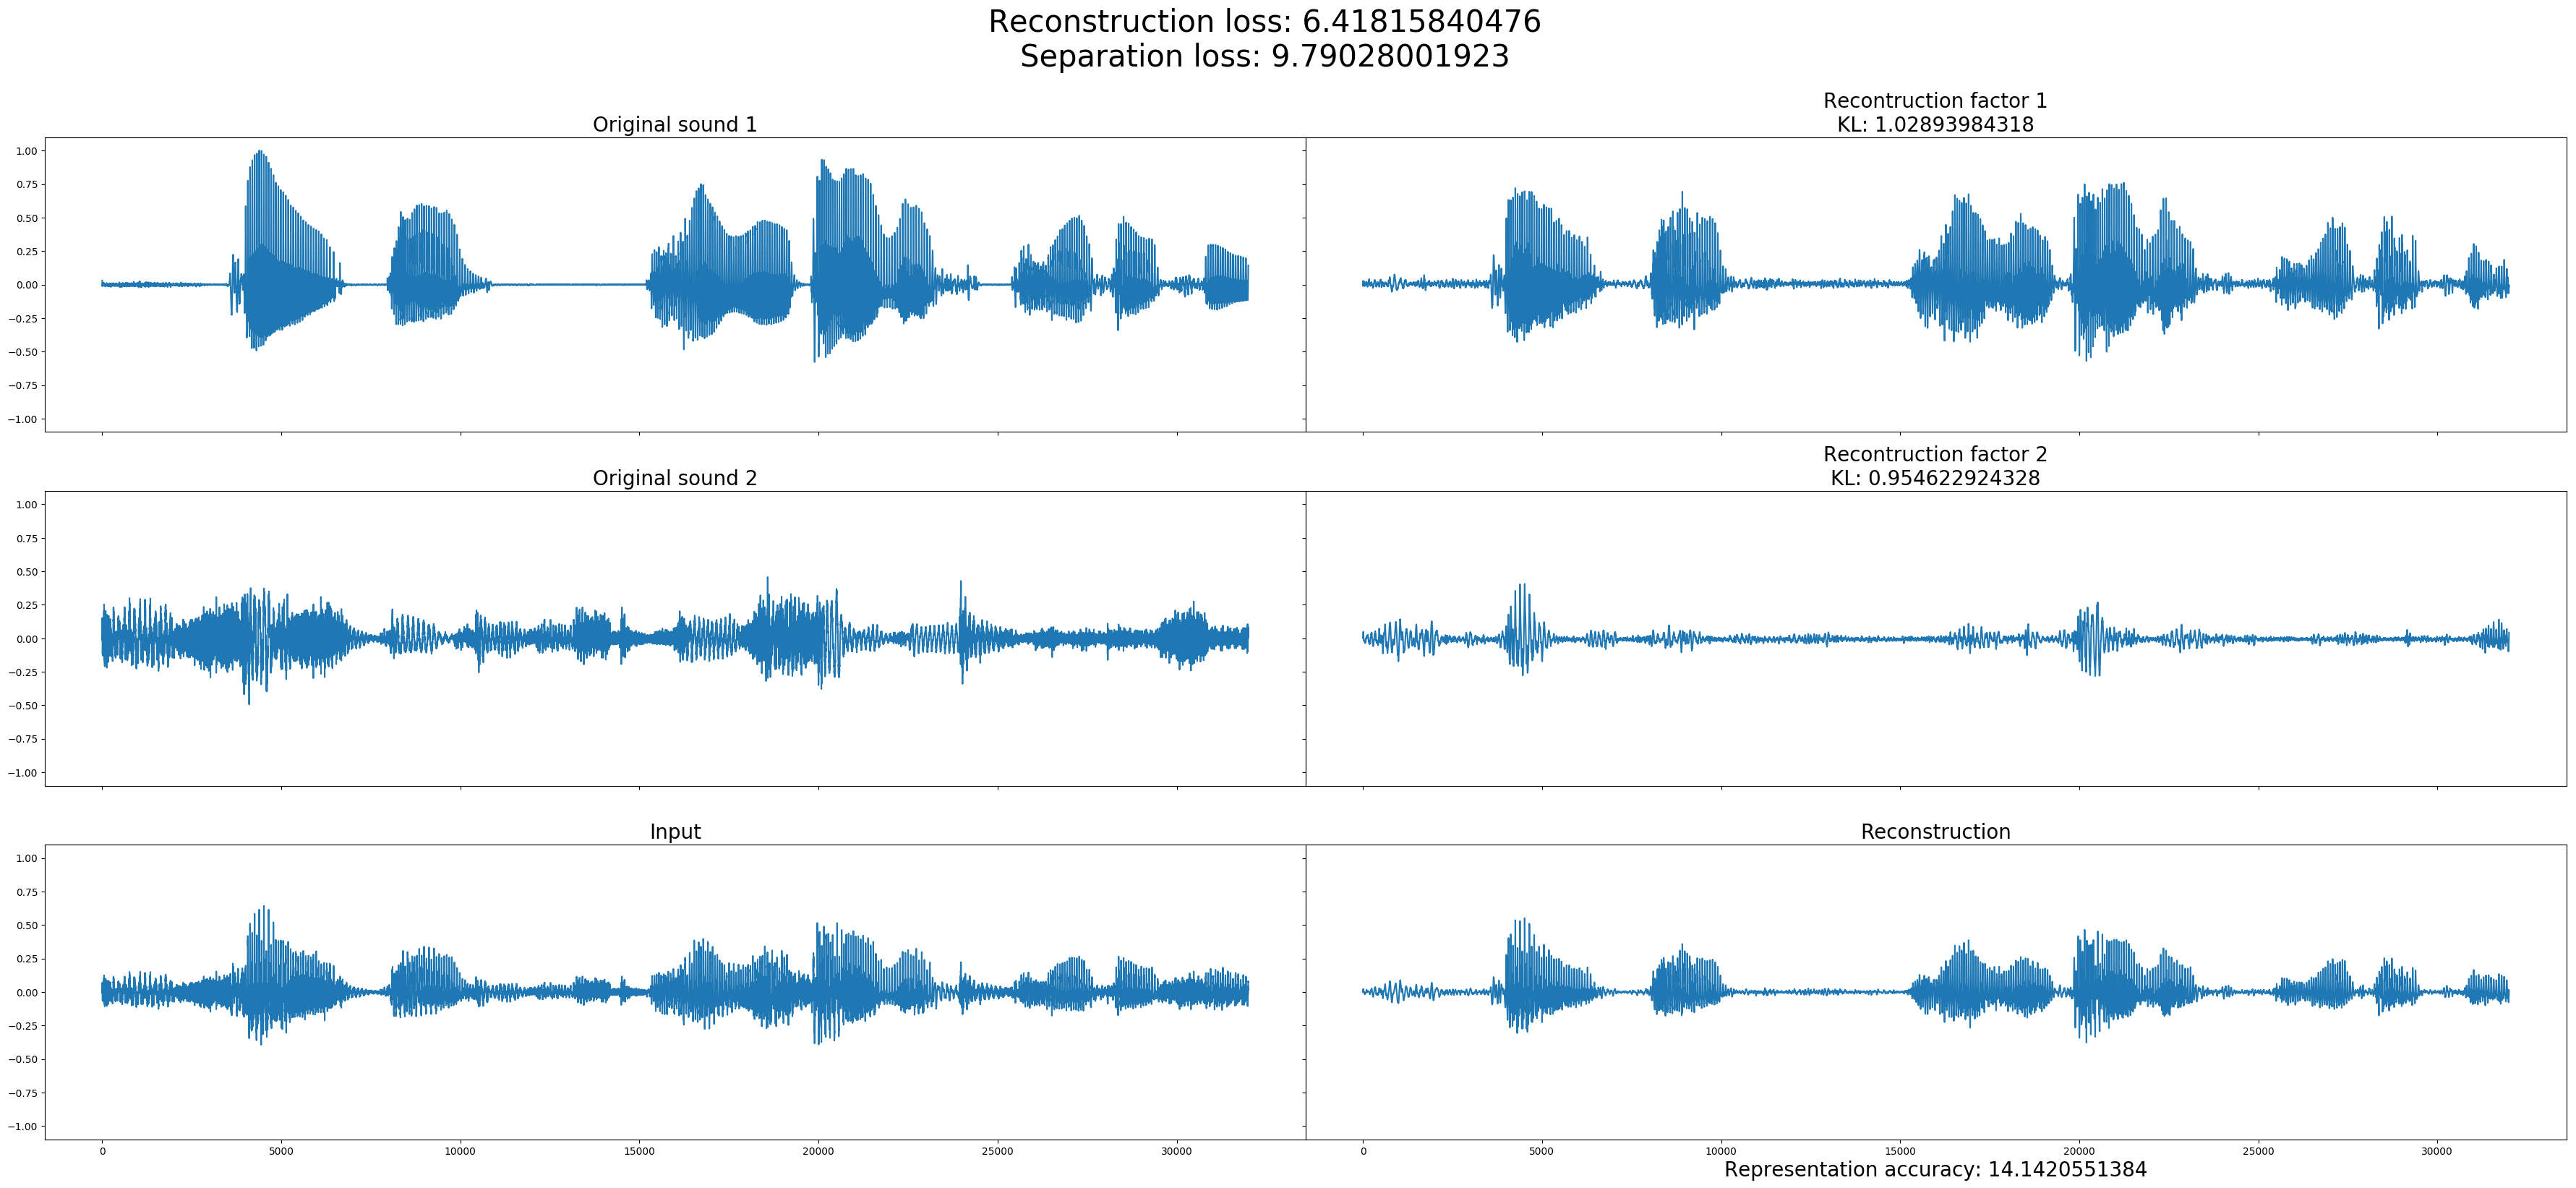 Reconstruction loss: 6.41815840476
Separation loss: 9.79028001923
Original sound 1
Recontruction factor 1
KL: 1.02893984318
1.00
0.75
0.50
0.25
0.00
−0.25
−0.50
−0.75
−1.00
Original sound 2
Recontruction factor 2
KL: 0.954622924328
1.00
0.75
0.50
0.25
0.00
−0.25
−0.50
−0.75
−1.00
Input
Reconstruction
1.00
0.75
0.50
0.25
0.00
−0.25
−0.50
−0.75
−1.00
0 5000 10000 15000 20000 25000 30000
0 5000 10000 15000 20000 25000 30000
Representation accuracy: 14.1420551384